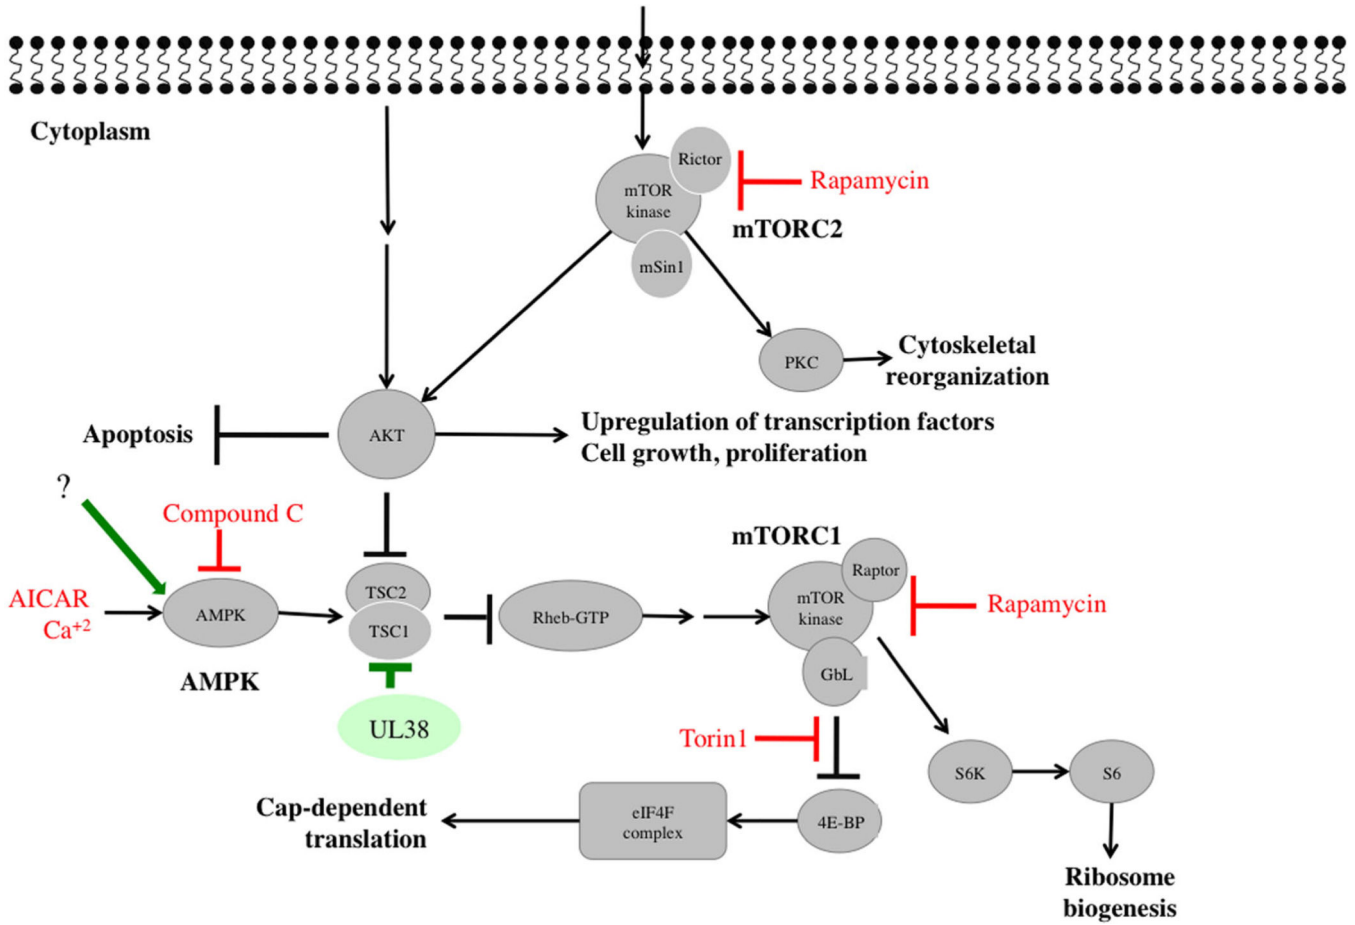 Cytoplasm
Rictor
mTOR
kinase
mSin1
Rapamycin
mTORC2
PKC
Cytoskeletal
reorganization
Apoptosis
AKT
Upregulation of transcription factors
Cell growth, proliferation
?
Compound C
AICAR
Ca+2
AMPK
AMPK
TSC2
TSC1
UL38
Rheb-GTP
mTORC1
Raptor
mTOR
kinase
GbL
Rapamycin
Torin1
S6K
S6
Cap-dependent
translation
eIF4F
complex
4E-BP
Ribosome
biogenesis